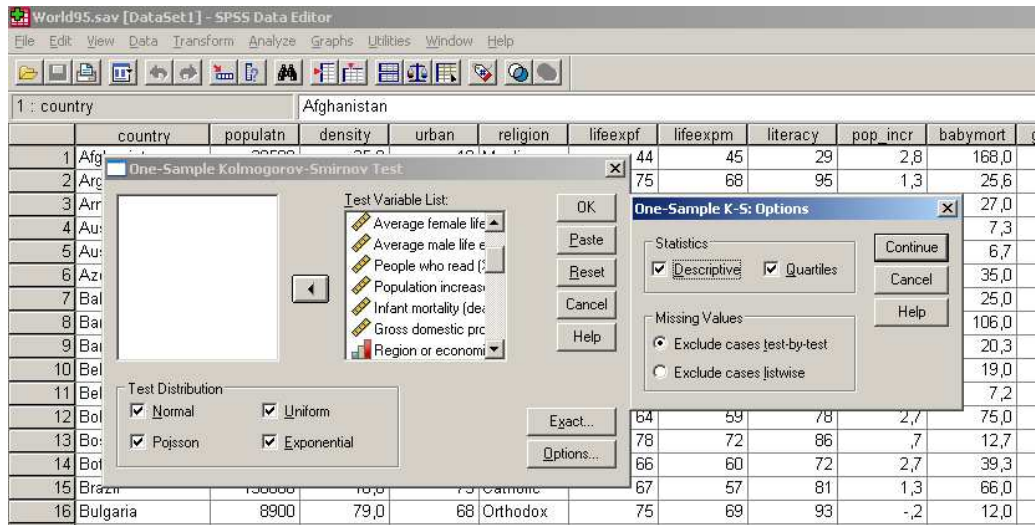 World95.sav [DataSet1] - SPSS Data Editor
File Edit View Data Transform Analyze Graphs Utilities Window Help
1 : country Afghanistan
country populatn density urban religion lifeexpf lifeexpm literacy pop_incr babymort
1 44 45 29 2,8 168,0
2 75 68 95 1,3 25,6
3 27,0
4 7,3
5 6,7
6 35,0
7 25,0
8 106,0
9 20,3
10 19,0
11 7,2
12 64 59 78 2,7 75,0
13 78 72 86 ,7 12,7
14 66 60 72 2,7 39,3
15 Brazil 67 57 81 1,3 66,0
16 Bulgaria 8900 79,0 68 Orthodox 75 69 93 -,2 12,0
One-Sample Kolmogorov-Smirnov Test
Test Variable List:
Average female life
Average male life e
People who read (
Population increas
Infant mortality (dea
Gross domestic pro
Region or economi
OK
Paste
Reset
Cancel
Help
Test Distribution
Normal Uniform
Poisson Exponential
Exact...
Options...
One-Sample K-S: Options
Statistics
Descriptive Quartiles
Missing Values
Exclude cases test-by-test
Exclude cases listwise
Continue
Cancel
Help